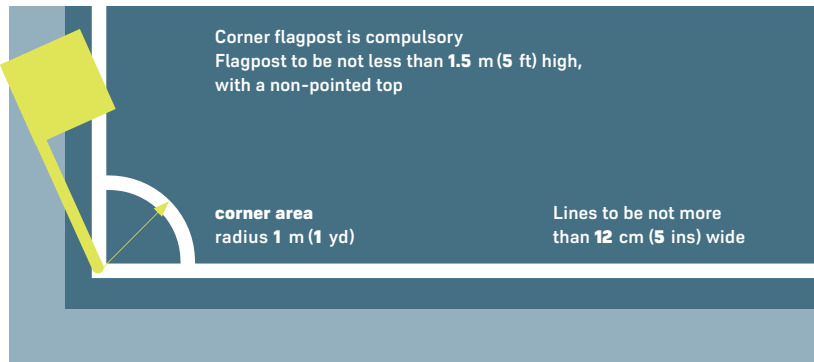 Corner flagpost is compulsory
Flagpost to be not less than 1.5 m (5 ft) high,
with a non-pointed top
corner area
radius 1 m (1 yd)
Lines to be not more
than 12 cm (5 ins) wide